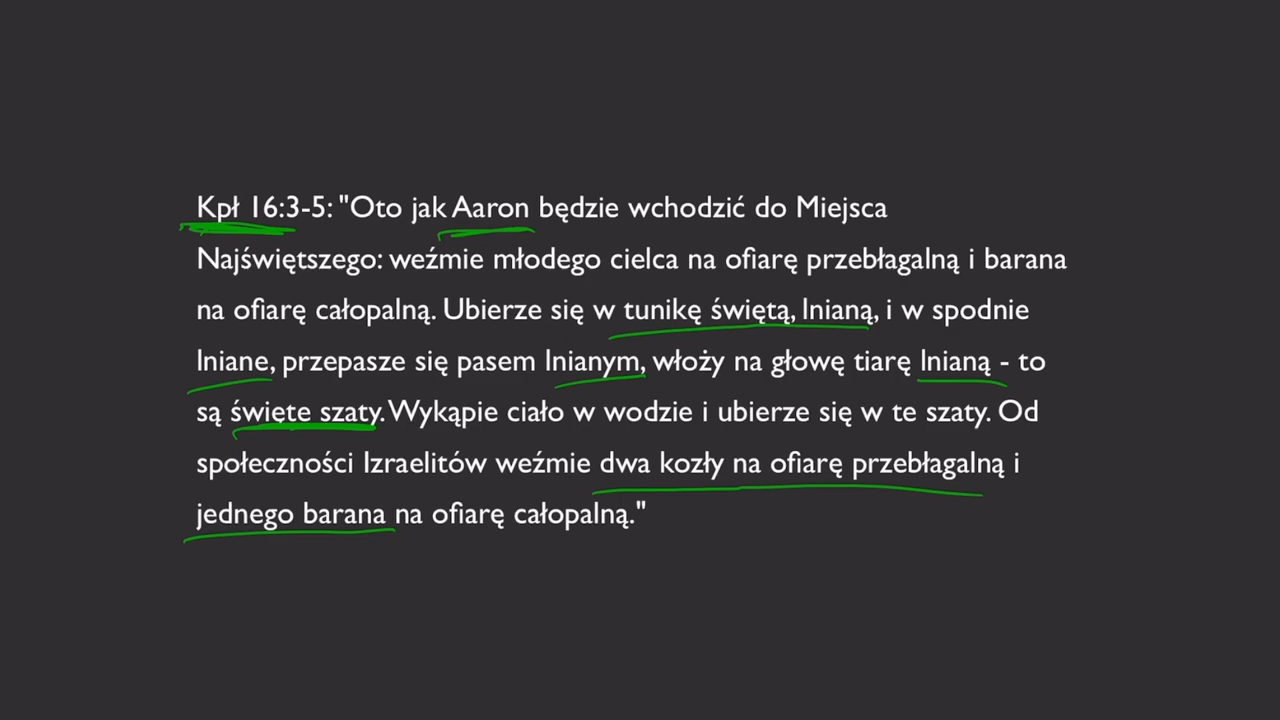 Kpł 16:3-5: "Oto jak Aaron będzie wchodzić do Miejsca
Najświętszego: weźmie młodego cielca na ofiarę przebłagalną i barana
na ofiarę całopalną. Ubierze się w tunikę świętą, lnianą, i w spodnie
lniane, przepasze się pasem lnianym, włoży na głowę tiarę lnianą - to
są święte szaty. Wykąpie ciało w wodzie i ubierze się w te szaty. Od
społeczności Izraelitów weźmie dwa kozły na ofiarę przebłagalną i
jednego barana na ofiarę całopalną."